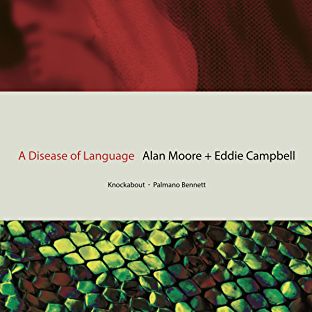 A Disease of Language Alan Moore + Eddie Campbell
Knockabout · Palmano Bennett